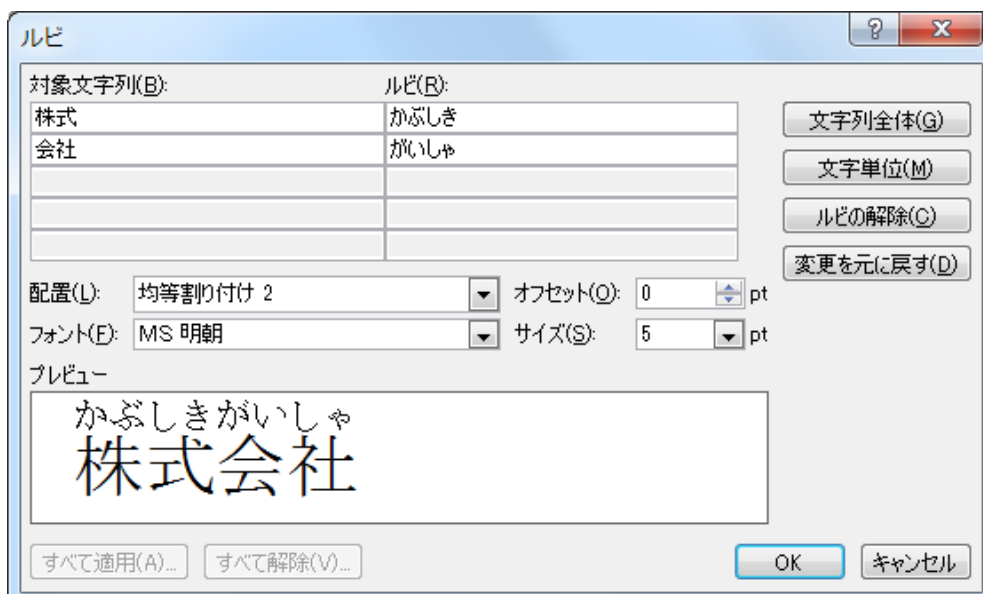 ルビ
対象文字列(B): ルビ(R):
株式 かぶしき 文字列全体(G)
会社 がいしゃ 文字単位(M)
ルビの解除(C)
変更を元に戻す(D)
配置(L): 均等割り付け 2 オフセット(O): 0 pt
フォント(F): MS 明朝 サイズ(S): 5 pt
プレビュー
かぶしきがいしゃ
株式会社
すべて適用(A)... すべて解除(V)... OK キャンセル